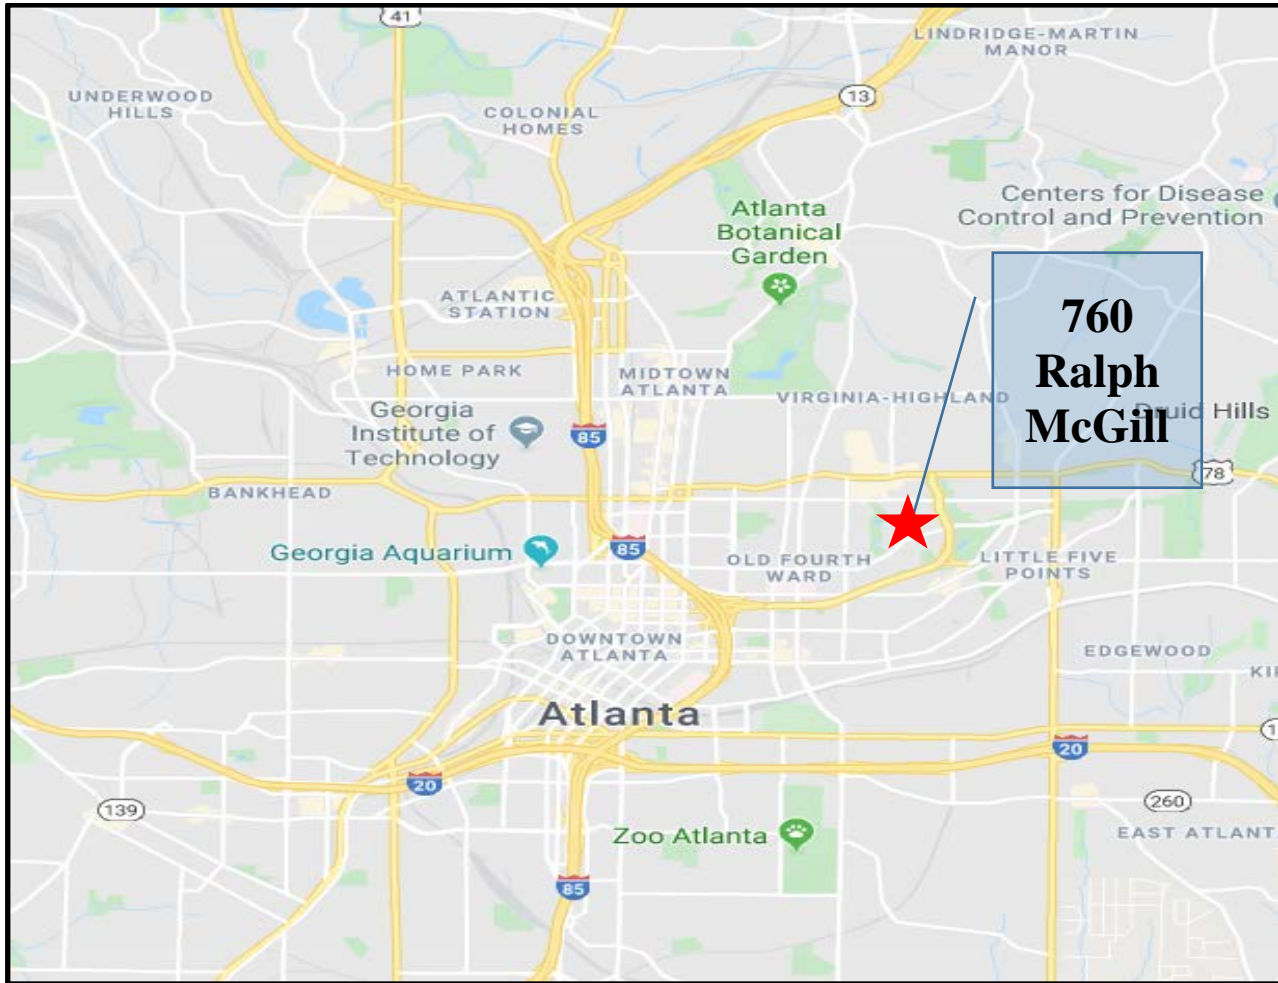 41
LINDRIDGE-MARTIN
MANOR
UNDERWOOD
HILLS
13
COLONIAL
HOMES
Centers for Disease
Control and Prevention
Atlanta
Botanical
Garden
760
Ralph
McGill
ATLANTIC
STATION
HOME PARK
MIDTOWN
ATLANTA
VIRGINIA-HIGHLAND
Druid Hills
Georgia
Institute of
Technology
85
78
BANKHEAD
Georgia Aquarium
85
OLD FOURTH
WARD
LITTLE FIVE
POINTS
DOWNTOWN
ATLANTA
EDGEWOOD
KIR
Atlanta
1
20
20
139
260
Zoo Atlanta
EAST ATLANT
85